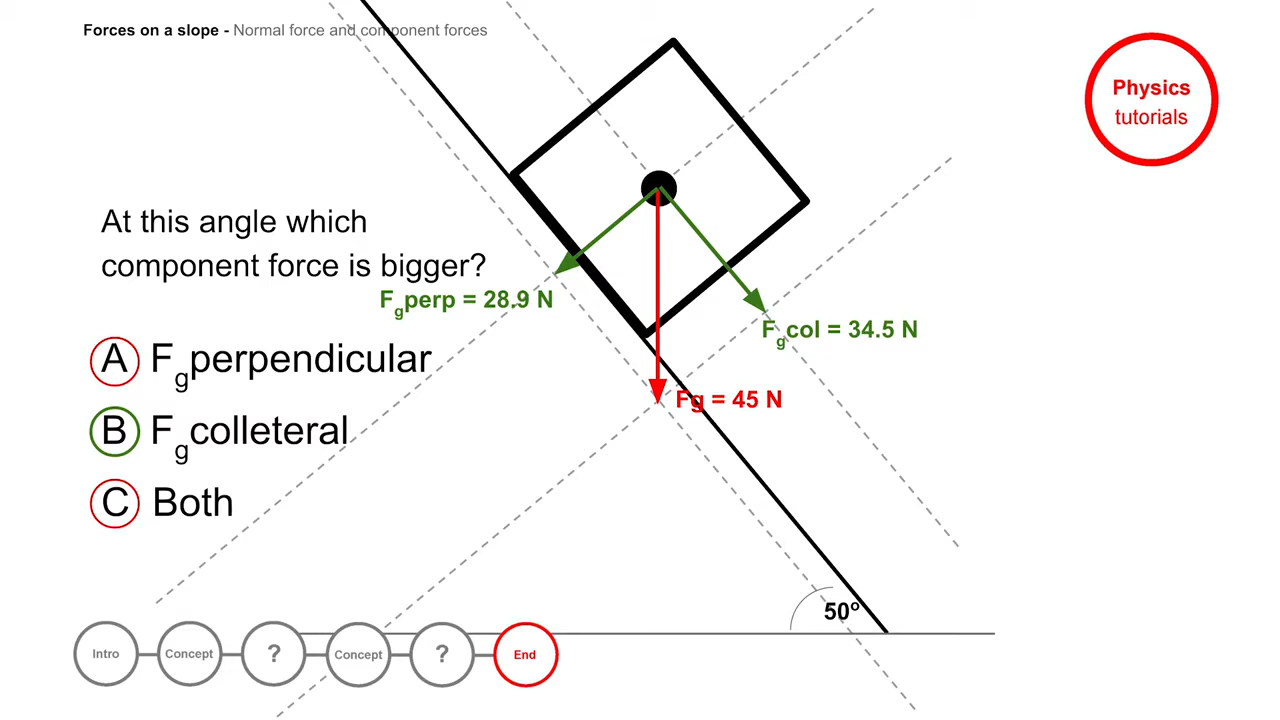 Forces on a slope - Normal force and component forces
Physics
tutorials
At this angle which
component force is bigger?
Fgperp = 28.9 N
Fgcol = 34.5 N
Fg = 45 N
A Fgperpendicular
B Fgcolleteral
C Both
50º
Intro
Concept
?
Concept
?
End